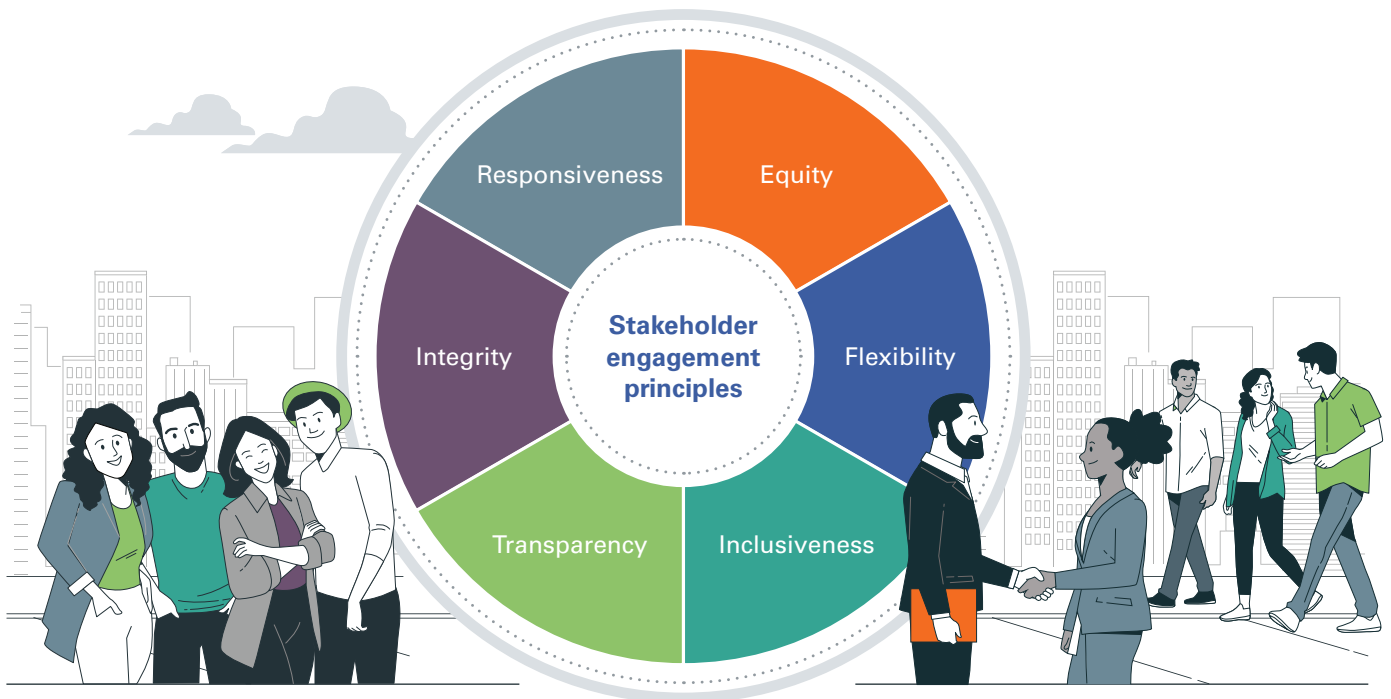 Responsiveness
Equity
Integrity
Stakeholder
engagement
principles
Flexibility
Transparency
Inclusiveness